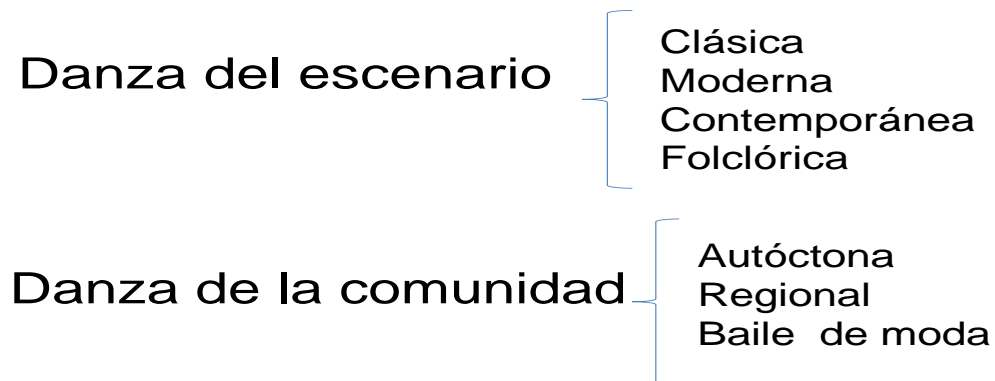 Danza del escenario
Clásica
Moderna
Contemporánea
Folclórica
Danza de la comunidad
Autóctona
Regional
Baile de moda